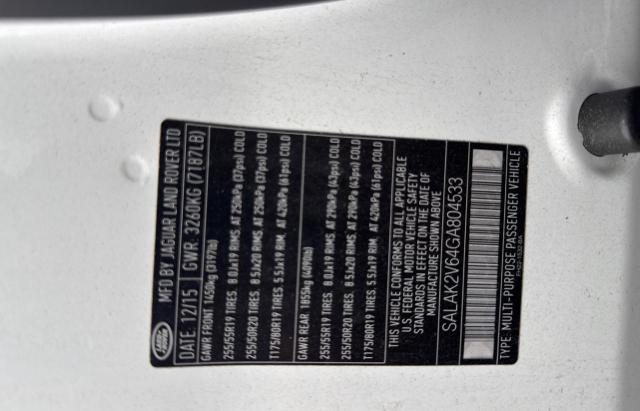 LAND ROVER
MFD BY JAGUAR LAND ROVER LTD
DATE: 12/15 GWR. 3260KG (7187LB)
GAWR FRONT 1450kg (3197lb)
255/55R19 TIRES. 8.0Jx19 RIMS. AT 250kPa (37psi) COLD
255/50R20 TIRES. 8.5Jx20 RIMS. AT 250kPa (37psi) COLD
T175/80R19 TIRES 5.5Jx19 RIM. AT 420kPa (61psi) COLD
GAWR REAR 1855kg (4090lb)
255/55R19 TIRES. 8.0Jx19 RIMS. AT 290kPa (43psi) COLD
255/50R20 TIRES. 8.5Jx20 RIMS. AT 290kPa (43psi) COLD
T175/80R19 TIRES 5.5Jx19 RIM. AT 420kPa (61psi) COLD
THIS VEHICLE CONFORMS TO ALL APPLICABLE
U.S. FEDERAL MOTOR VEHICLE SAFETY
STANDARDS IN EFFECT ON THE DATE OF
MANUFACTURE SHOWN ABOVE
SALAK2V64GA804533
TYPE: MULTI-PURPOSE PASSENGER VEHICLE